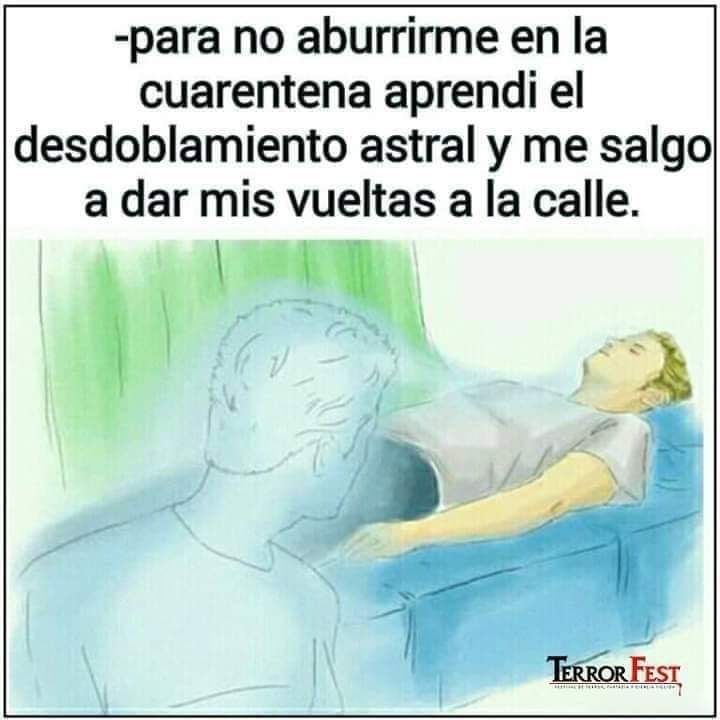 -para no aburrirme en la
cuarentena aprendi el
desdoblamiento astral y me salgo
a dar mis vueltas a la calle.
TERROR FEST